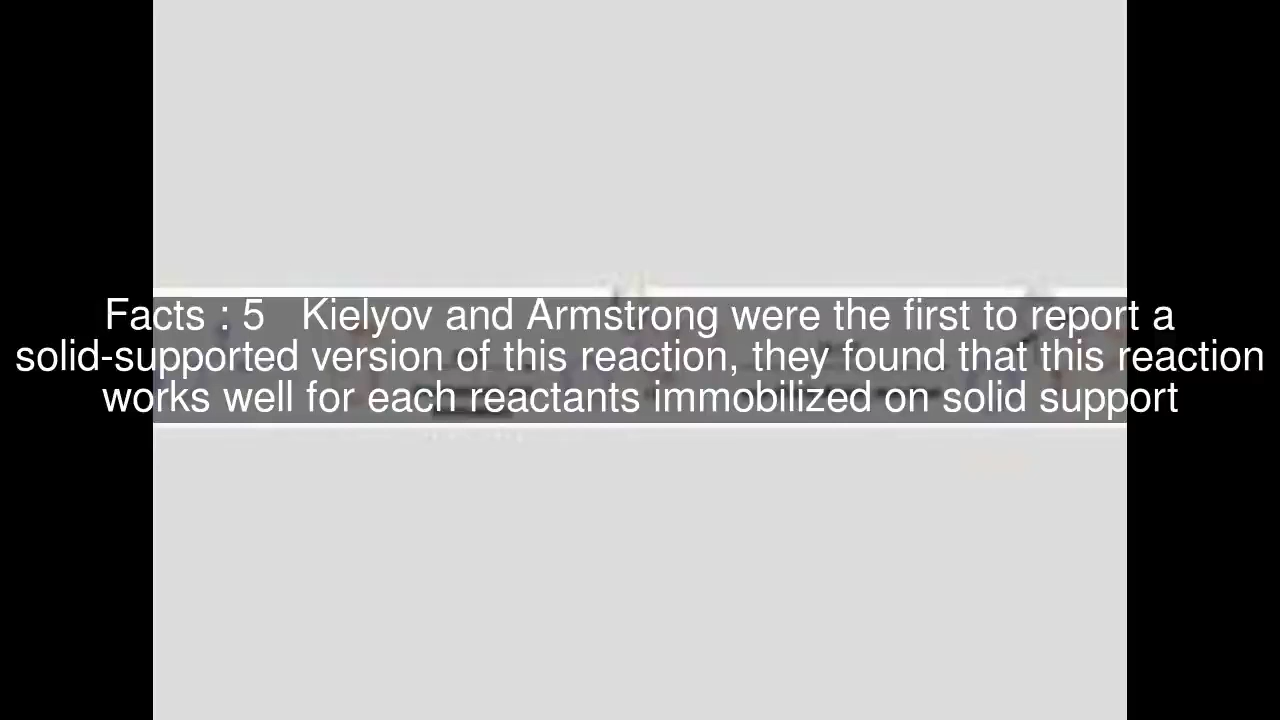 Facts : 5 Kielyov and Armstrong were the first to report a
solid-supported version of this reaction, they found that this reaction
works well for each reactants immobilized on solid support